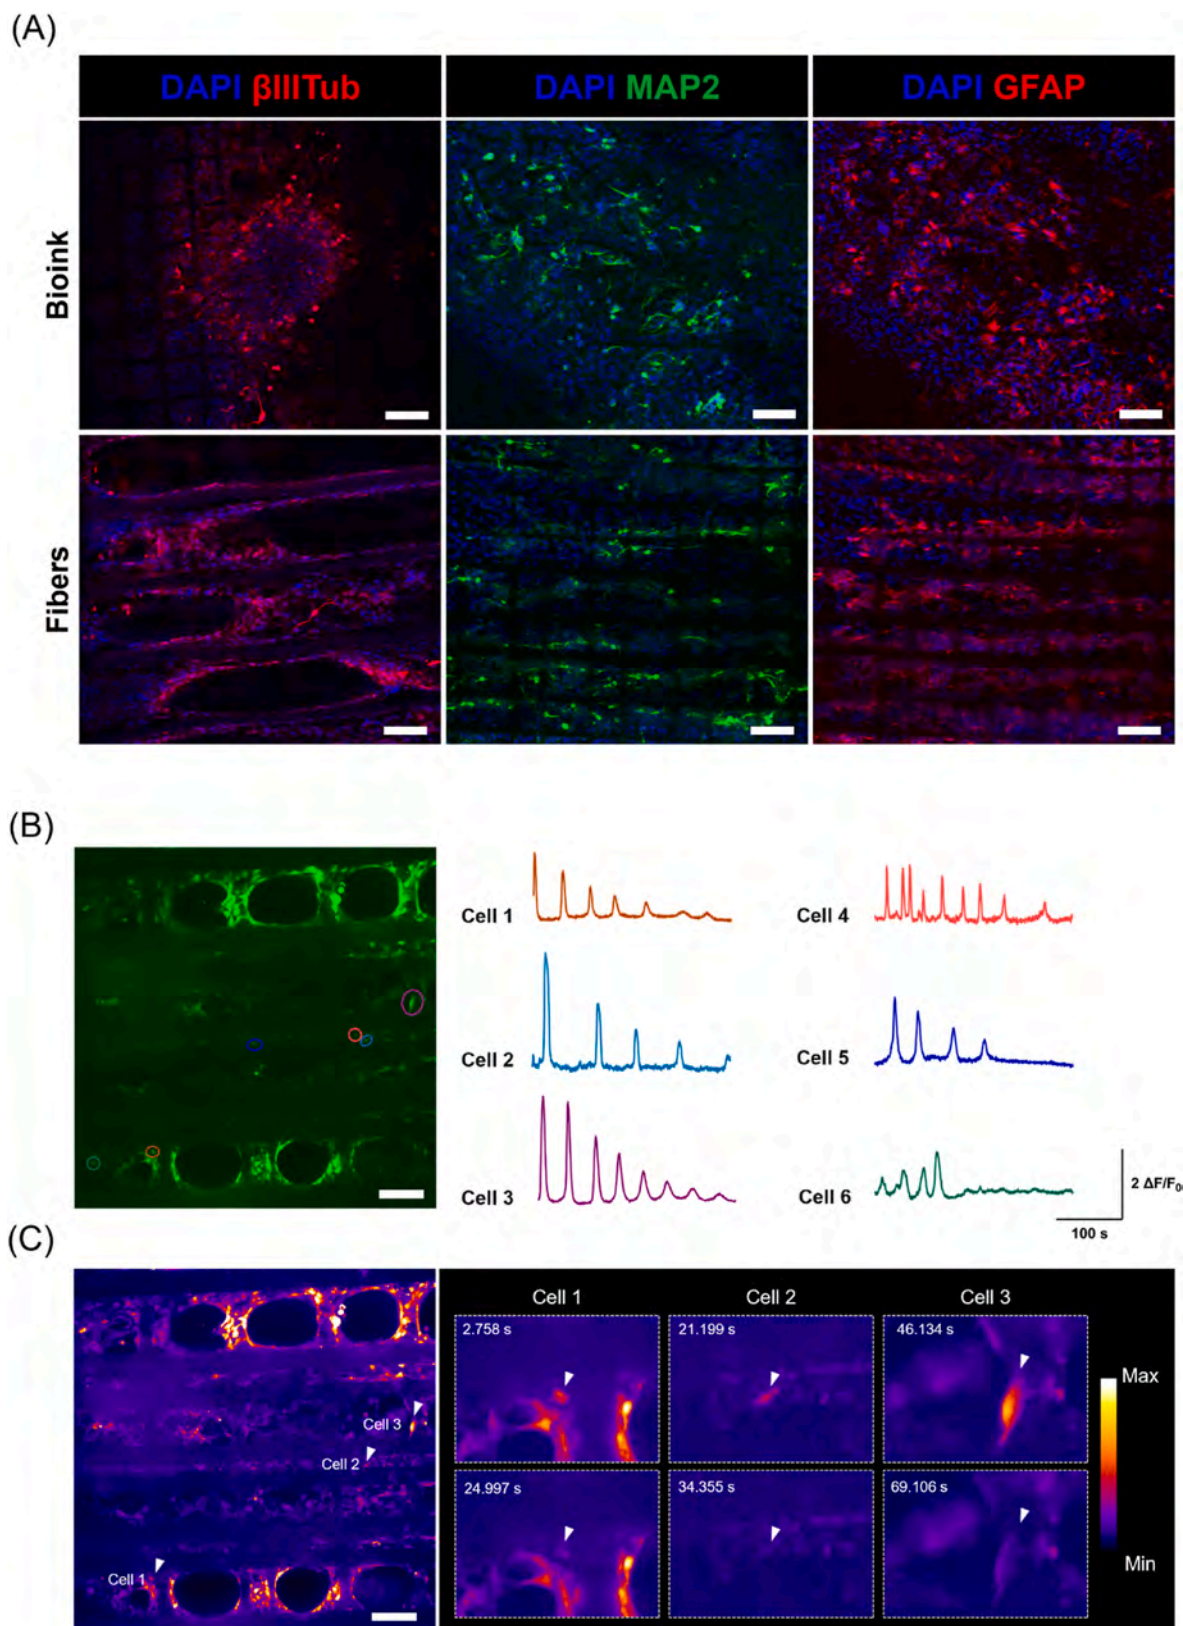 (A)
DAPI βIIITub
DAPI MAP2
DAPI GFAP
Bioink
Fibers
(B)
Cell 1
Cell 4
Cell 2
Cell 5
Cell 3
Cell 6
2 ΔF/F₀
100 s
(C)
Cell 1
Cell 2
Cell 3
2.758 s
21.199 s
46.134 s
Max
Cell 3
Cell 2
24.997 s
34.355 s
69.106 s
Cell 1
Min